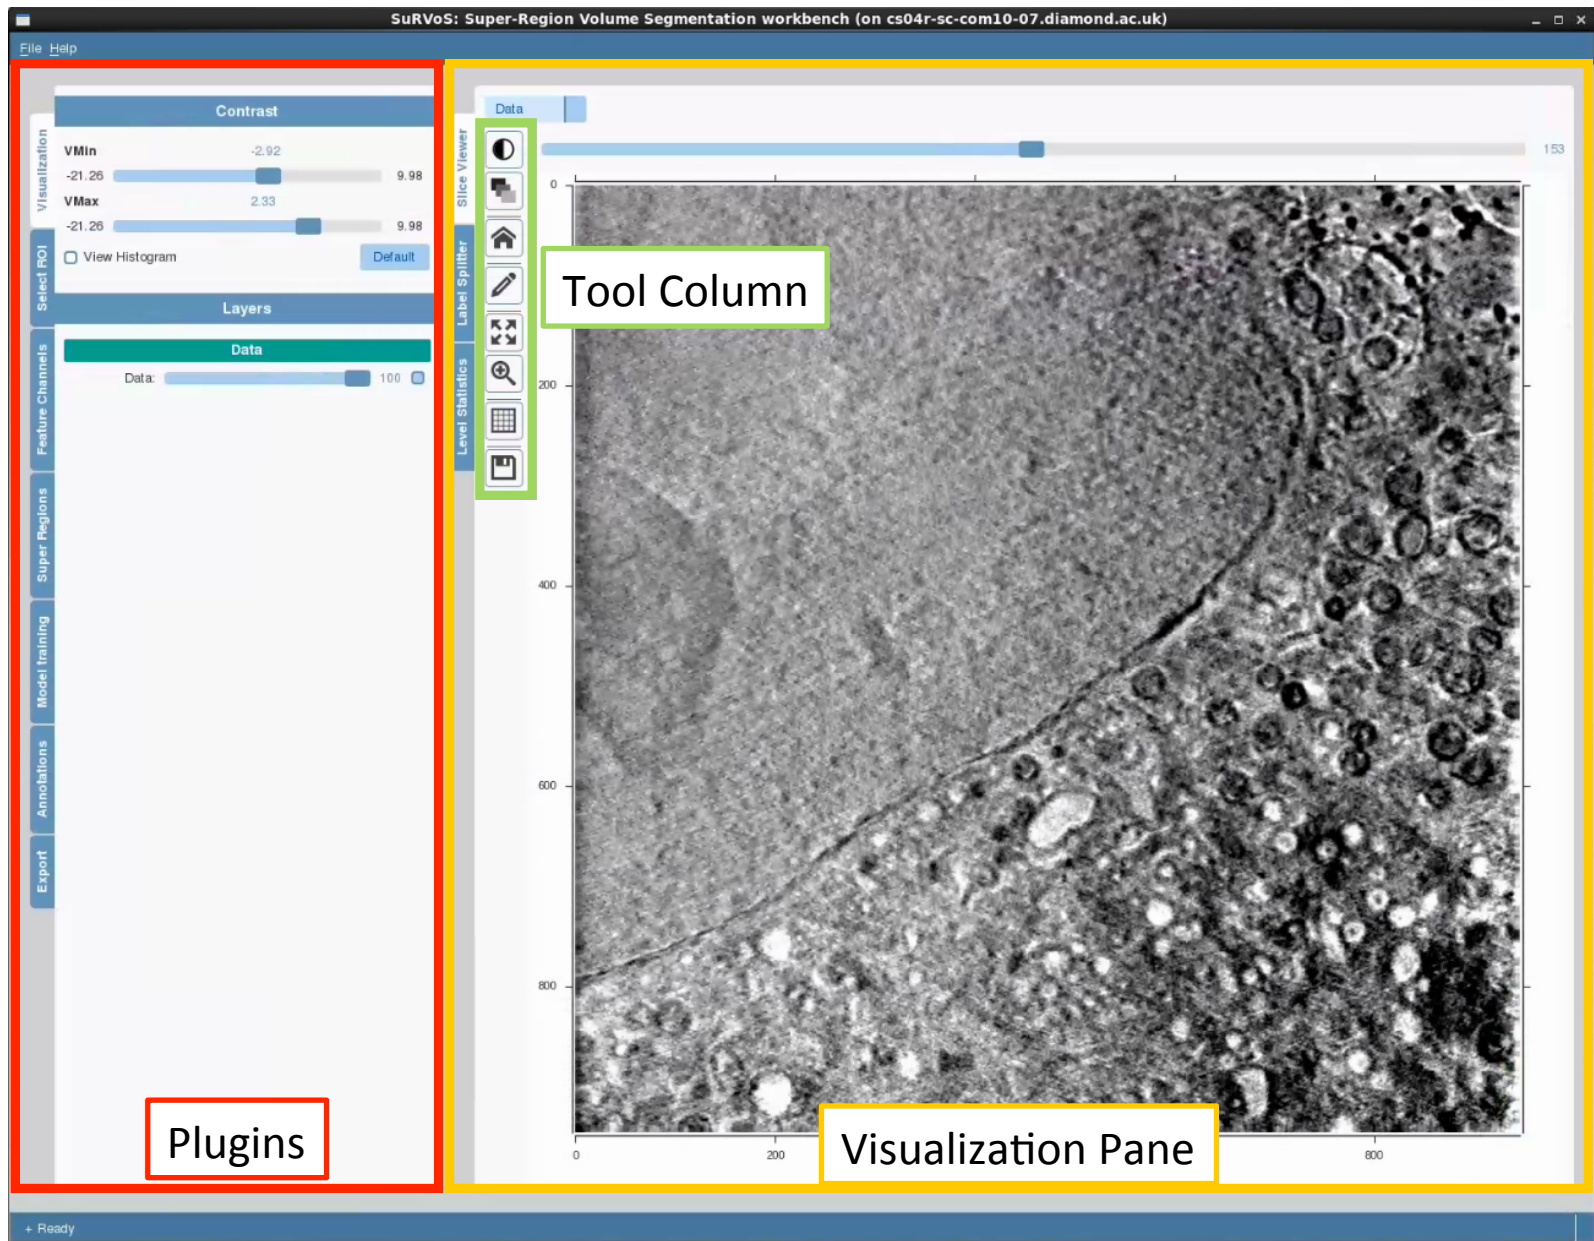 SuRVoS: Super-Region Volume Segmentation workbench (on cs04r-sc-com10-07.diamond.ac.uk)
File Help
Visualization
Select ROI
Feature Channels
Super Regions
Model training
Annotations
Export
Contrast
VMin -2.92
-21.26 9.98
VMax 2.33
-21.26 9.98
View Histogram Default
Layers
Data
Data: 100
Plugins
Slice Viewer
Label Splitter
Level Statistics
Data
153
Tool Column
0
200
400
600
800
0 200 800
Visualization Pane
+ Ready